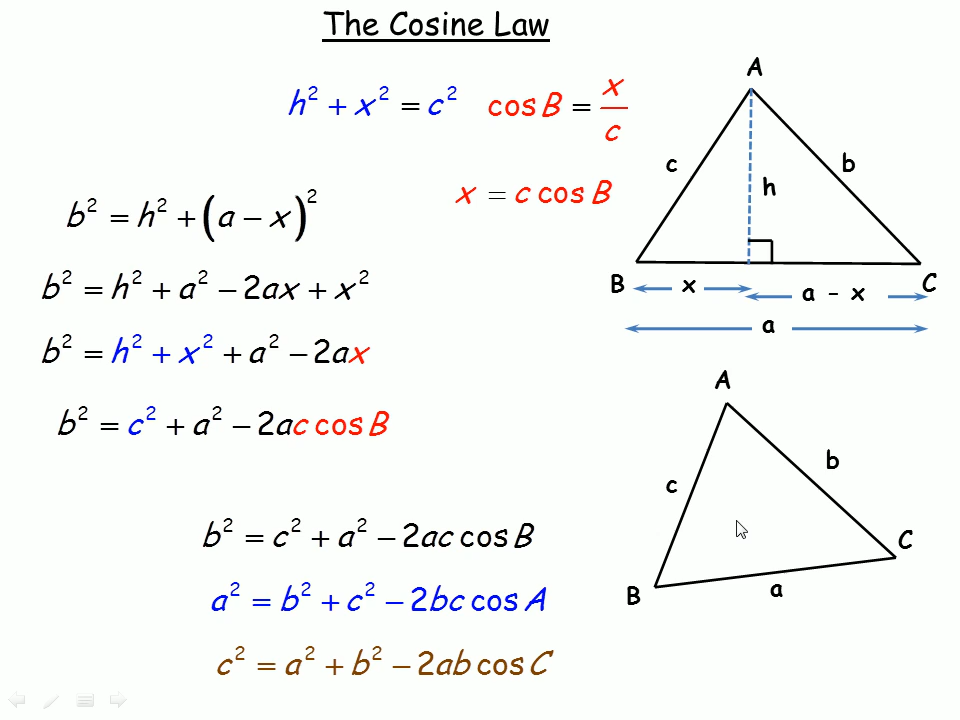 The Cosine Law
h² + x² = c² cos B = x/c
x = c cos B
b² = h² + (a − x)²
b² = h² + a² − 2ax + x²
b² = h² + x² + a² − 2ax
b² = c² + a² − 2ac cos B
b² = c² + a² − 2ac cos B
a² = b² + c² − 2bc cos A
c² = a² + b² − 2ab cos C
A
c b
h
B x a - x C
a
A
b
c
C
B a